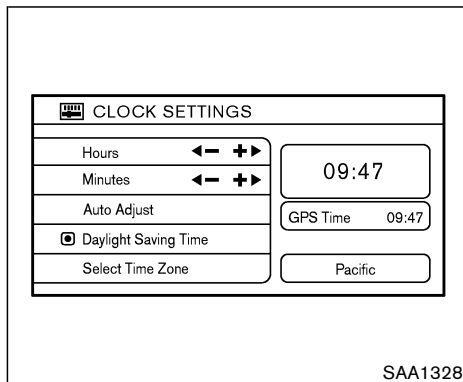 CLOCK SETTINGS
Hours
Minutes
Auto Adjust
Daylight Saving Time
Select Time Zone
09:47
GPS Time 09:47
Pacific
SAA1328